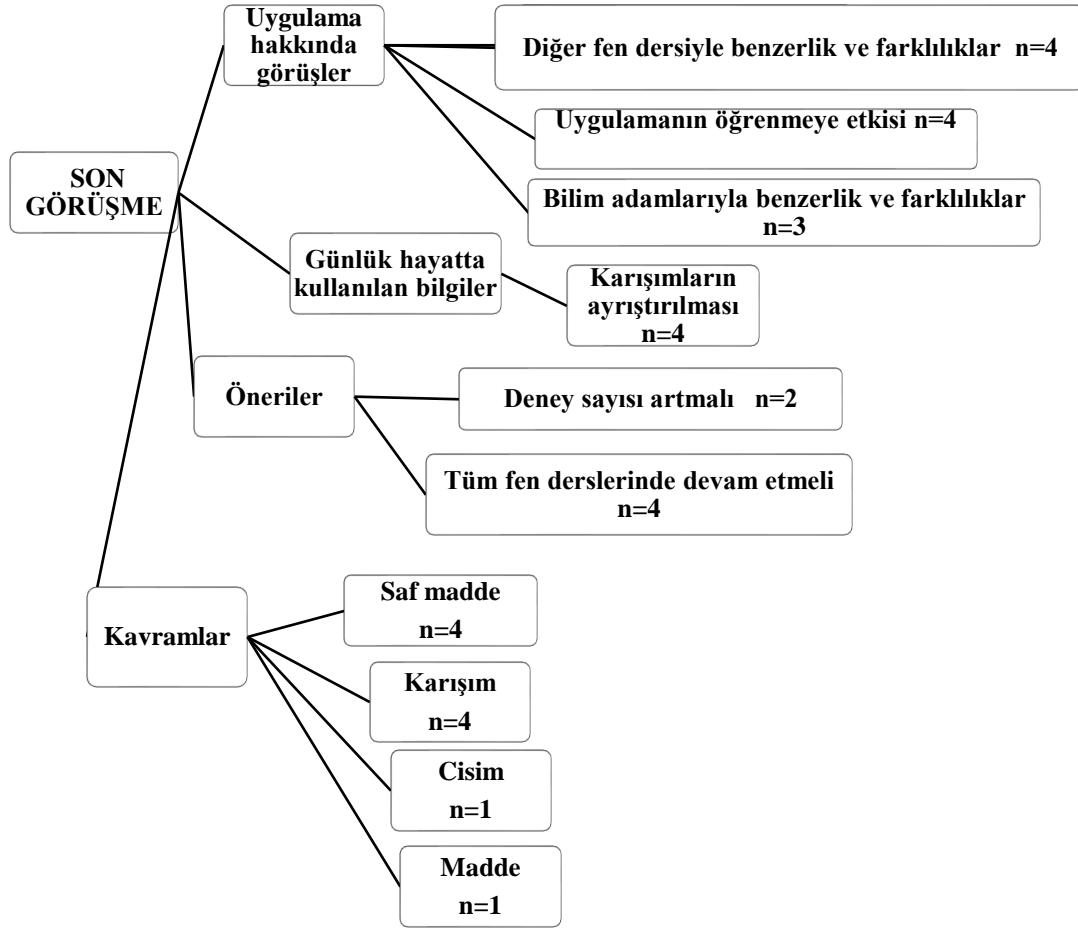 Uygulama
hakkında
görüşler
Diğer fen dersiyle benzerlik ve farklılıklar n=4
Uygulamanın öğrenmeye etkisi n=4
Bilim adamlarıyla benzerlik ve farklılıklar
n=3
SON
GÖRÜŞME
Günlük hayatta
kullanılan bilgiler
Karışımların
ayrıştırılması
n=4
Öneriler
Deney sayısı artmalı n=2
Tüm fen derslerinde devam etmeli
n=4
Kavramlar
Saf madde
n=4
Karışım
n=4
Cisim
n=1
Madde
n=1